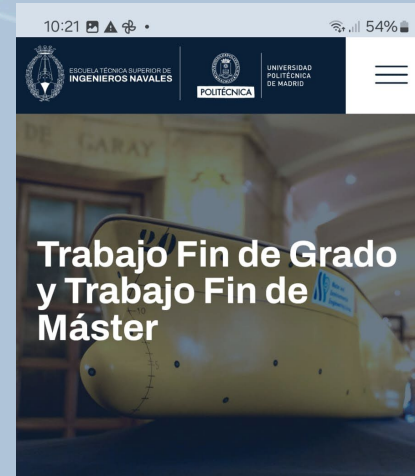 10:21
54%
ESCUELA TÉCNICA SUPERIOR DE
INGENIEROS NAVALES
POLITÉCNICA
UNIVERSIDAD
POLITÉCNICA
DE MADRID
DE GARAY
20
Trabajo Fin de Grado
y Trabajo Fin de
Máster